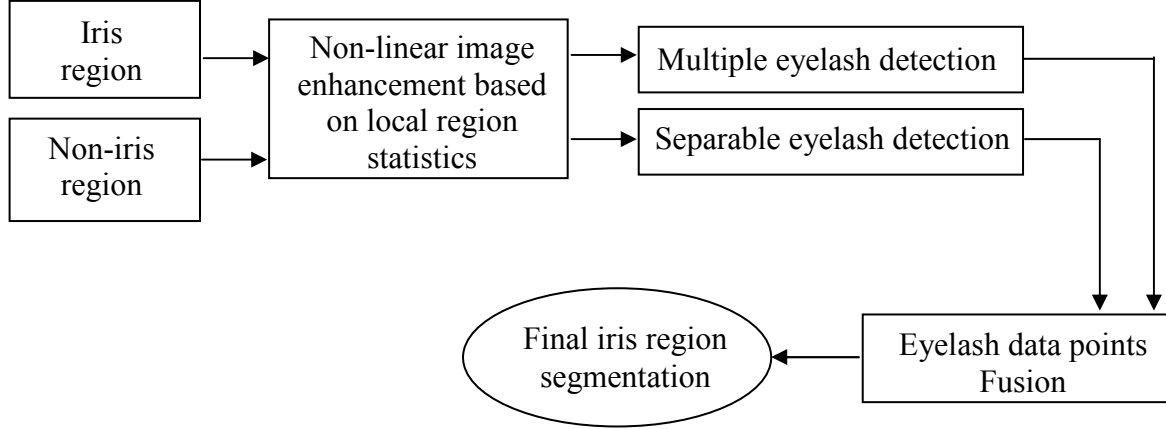 Iris
region
Non-iris
region
Non-linear image
enhancement based
on local region
statistics
Multiple eyelash detection
Separable eyelash detection
Eyelash data points
Fusion
Final iris region
segmentation